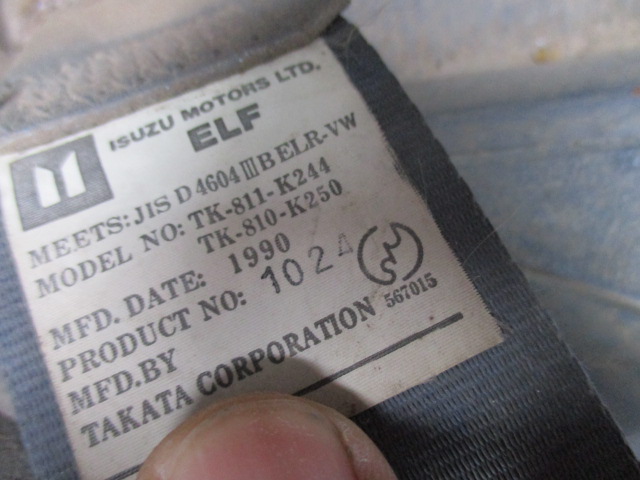 ISUZU MOTORS LTD.
ELF
MEETS: JIS D 4604 III BELR-VW
MODEL NO: TK-811-K244
TK-810-K250
MFD. DATE: 1990
PRODUCT NO: 1024
MFD.BY
TAKATA CORPORATION 567015